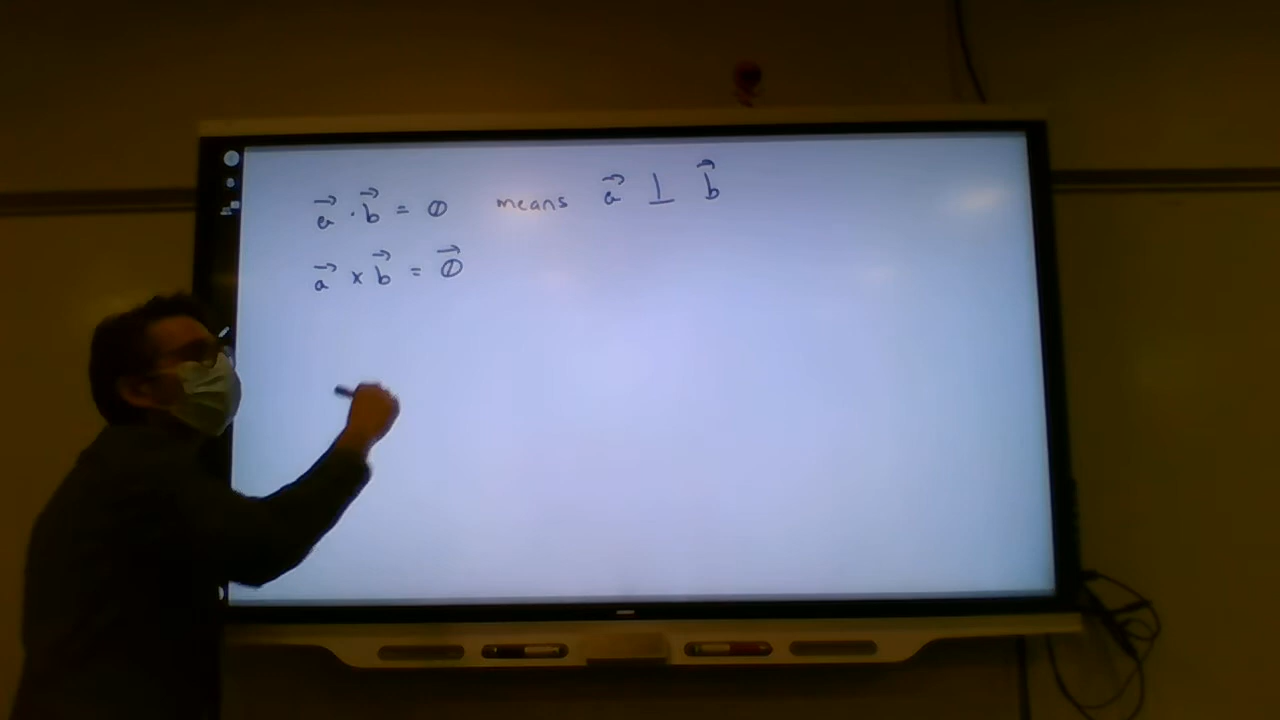 a⃗ · b⃗ = 0 means a⃗ ⊥ b⃗
a⃗ × b⃗ = 0⃗